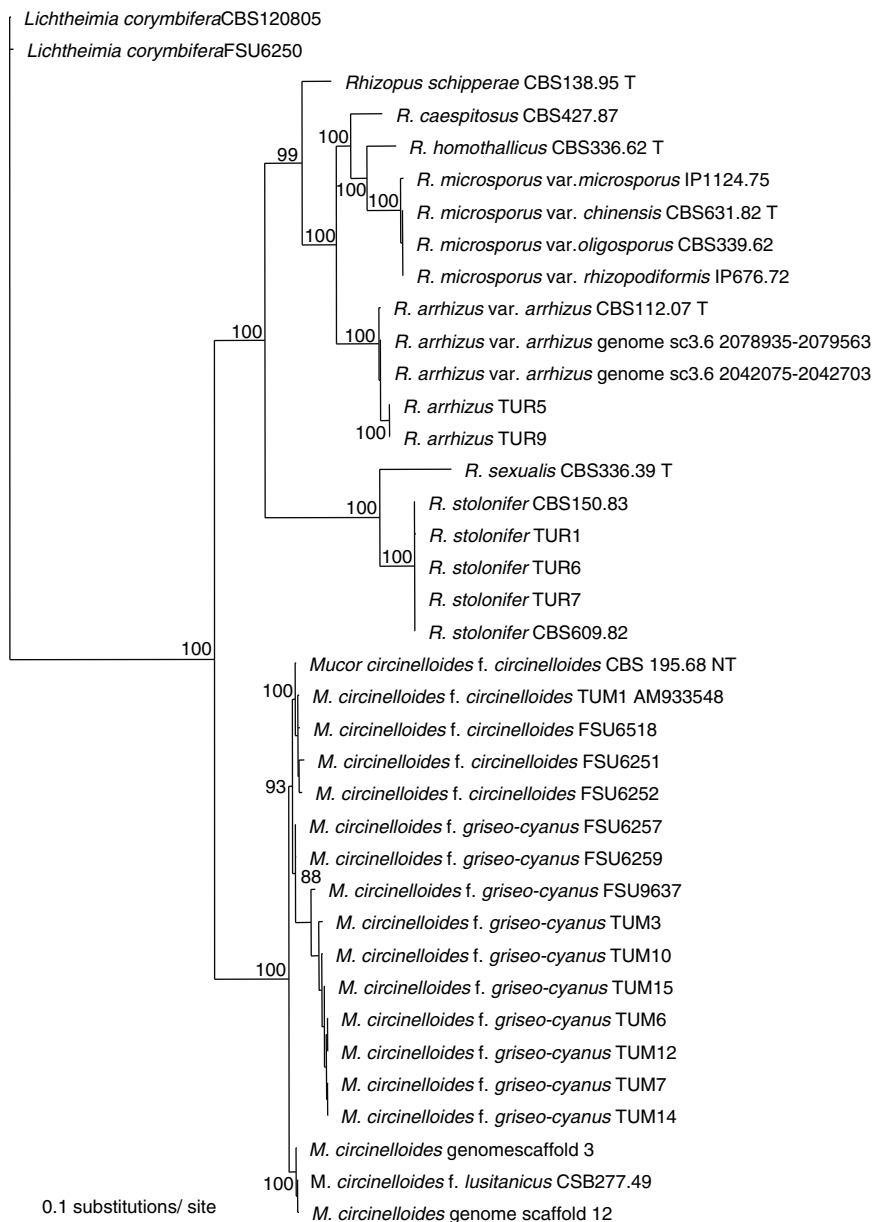 Lichtheimia corymbiferaCBS120805
Lichtheimia corymbiferaFSU6250
Rhizopus schipperae CBS138.95 T
R. caespitosus CBS427.87
100
R. homothallicus CBS336.62 T
99
R. microsporus var.microsporus IP1124.75
100
100
R. microsporus var. chinensis CBS631.82 T
100
R. microsporus var.oligosporus CBS339.62
R. microsporus var. rhizopodiformis IP676.72
R. arrhizus var. arrhizus CBS112.07 T
100
100
R. arrhizus var. arrhizus genome sc3.6 2078935-2079563
R. arrhizus var. arrhizus genome sc3.6 2042075-2042703
R. arrhizus TUR5
100
R. arrhizus TUR9
R. sexualis CBS336.39 T
100
R. stolonifer CBS150.83
R. stolonifer TUR1
100
R. stolonifer TUR6
R. stolonifer TUR7
R. stolonifer CBS609.82
100
Mucor circinelloides f. circinelloides CBS 195.68 NT
100
M. circinelloides f. circinelloides TUM1 AM933548
M. circinelloides f. circinelloides FSU6518
M. circinelloides f. circinelloides FSU6251
93
M. circinelloides f. circinelloides FSU6252
M. circinelloides f. griseo-cyanus FSU6257
M. circinelloides f. griseo-cyanus FSU6259
88
M. circinelloides f. griseo-cyanus FSU9637
M. circinelloides f. griseo-cyanus TUM3
M. circinelloides f. griseo-cyanus TUM10
100
M. circinelloides f. griseo-cyanus TUM15
M. circinelloides f. griseo-cyanus TUM6
M. circinelloides f. griseo-cyanus TUM12
M. circinelloides f. griseo-cyanus TUM7
M. circinelloides f. griseo-cyanus TUM14
M. circinelloides genomescaffold 3
100
M. circinelloides f. lusitanicus CSB277.49
M. circinelloides genome scaffold 12
0.1 substitutions/ site